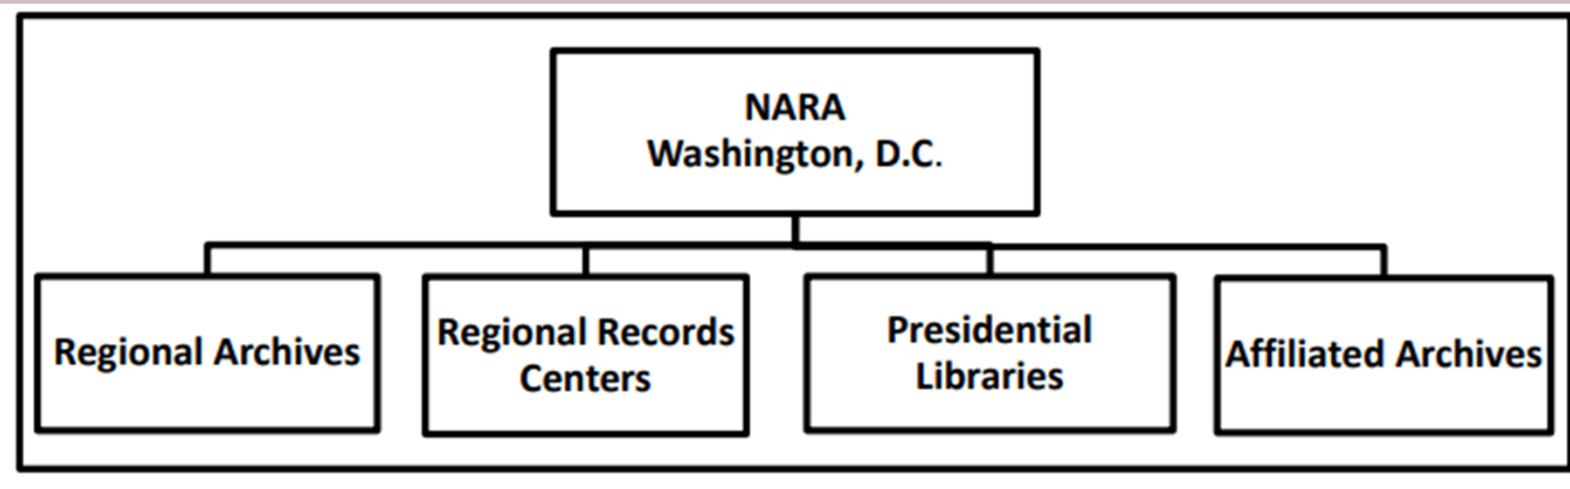 NARA
Washington, D.C.
Regional Archives
Regional Records
Centers
Presidential
Libraries
Affiliated Archives